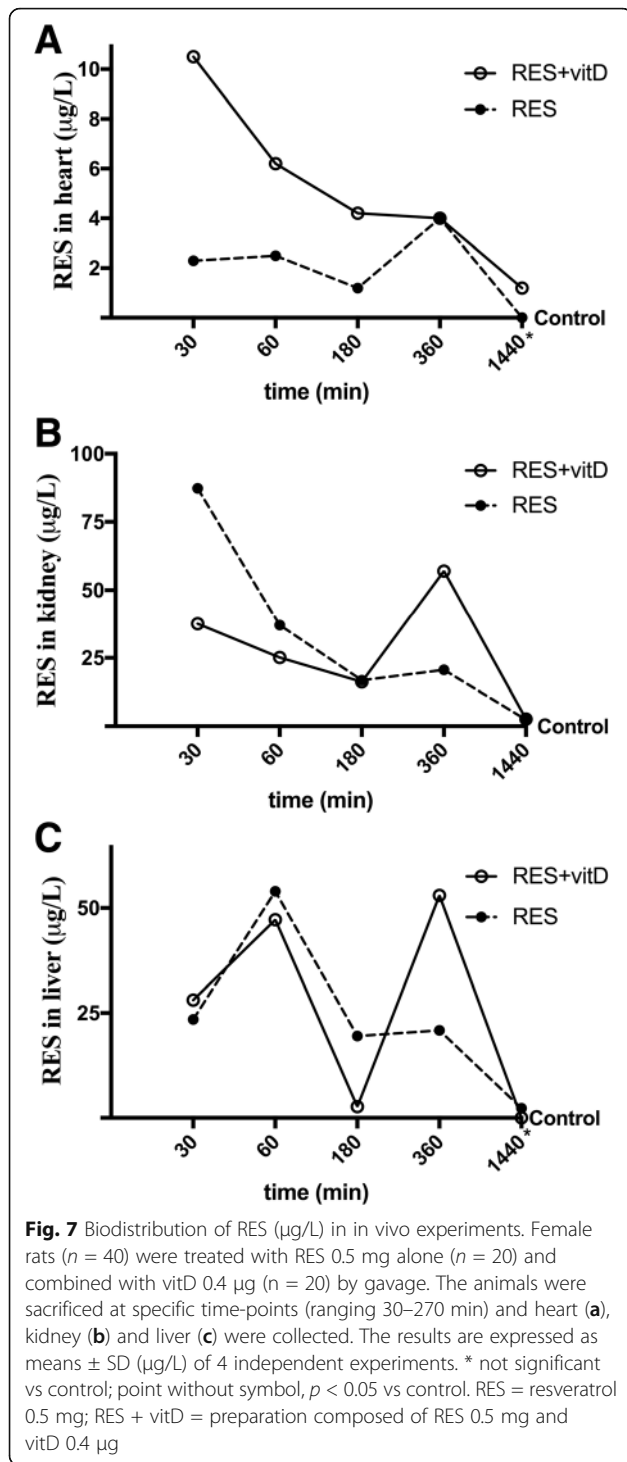 A
RES in heart (µg/L)
10
8
6
4
2
RES+vitD
RES
Control
30
60
180
360
1440*
time (min)
B
RES in kidney (µg/L)
100
75
50
25
RES+vitD
RES
Control
30
60
180
360
1440
time (min)
C
RES in liver (µg/L)
50
25
RES+vitD
RES
Control
30
60
180
360
1440*
time (min)
Fig. 7 Biodistribution of RES (µg/L) in in vivo experiments. Female
rats (n = 40) were treated with RES 0.5 mg alone (n = 20) and
combined with vitD 0.4 µg (n = 20) by gavage. The animals were
sacrificed at specific time-points (ranging 30–270 min) and heart (a),
kidney (b) and liver (c) were collected. The results are expressed as
means ± SD (µg/L) of 4 independent experiments. * not significant
vs control; point without symbol, p < 0.05 vs control. RES = resveratrol
0.5 mg; RES + vitD = preparation composed of RES 0.5 mg and
vitD 0.4 µg